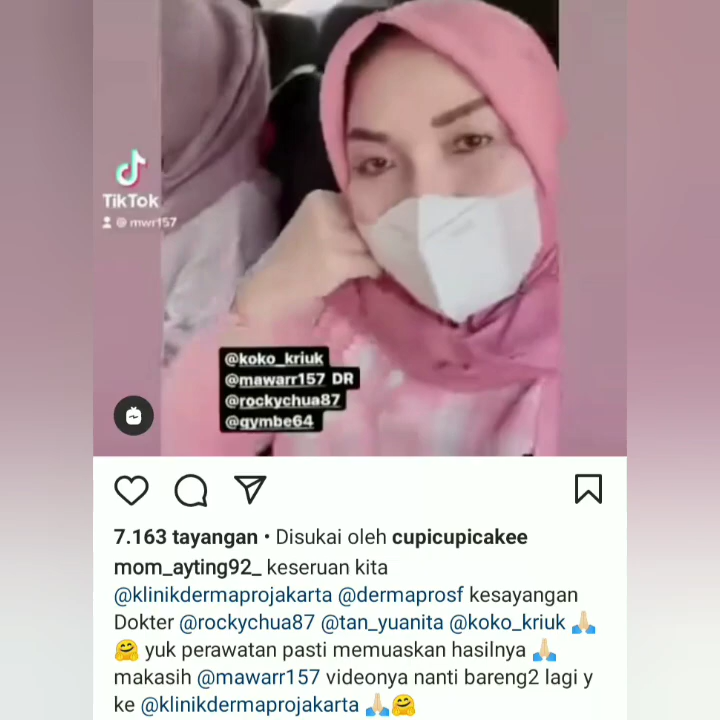 TikTok
@ mwr157
@koko_kriuk
@mawarr157 DR
@rockychua87
@gymbe64
7.163 tayangan • Disukai oleh cupicupicakee
mom_ayting92_ keseruan kita
@klinikdermaprojakarta @dermaprosf kesayangan
Dokter @rockychua87 @tan_yuanita @koko_kriuk 🙏🏻
🤗 yuk perawatan pasti memuaskan hasilnya 🙏🏻
makasih @mawarr157 videonya nanti bareng2 lagi y
ke @klinikdermaprojakarta 🙏🏻🤗